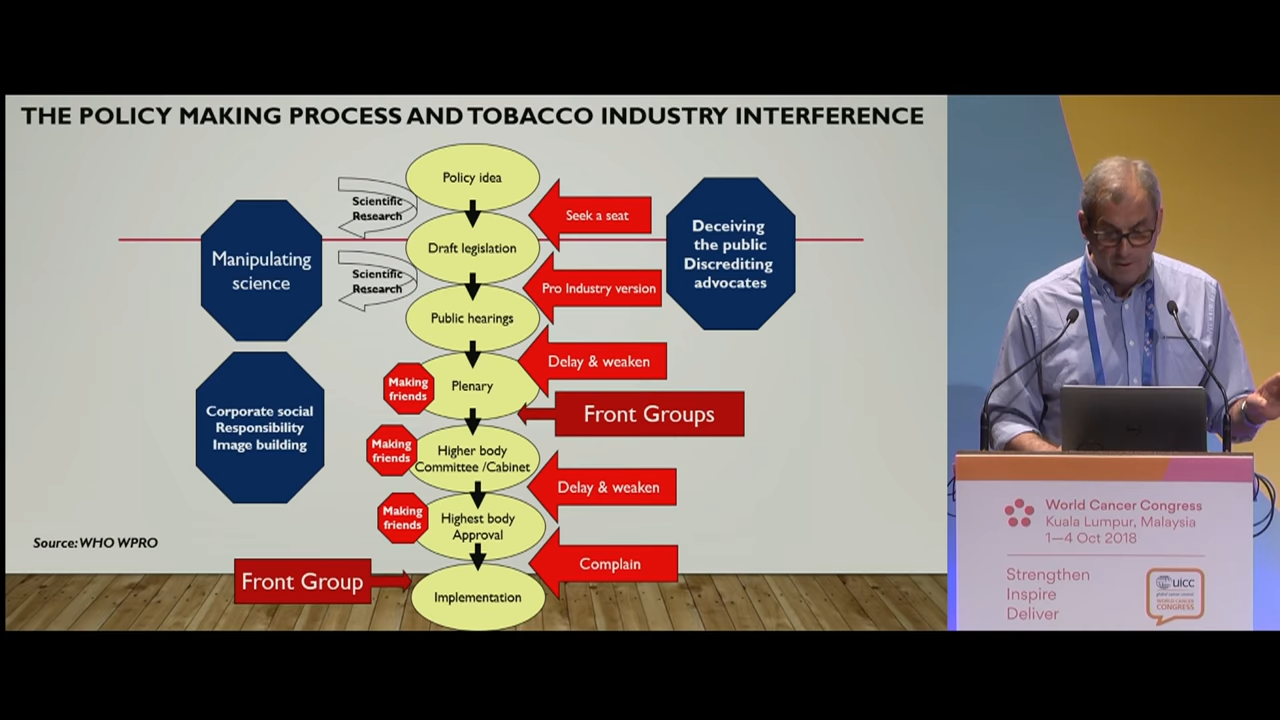 THE POLICY MAKING PROCESS AND TOBACCO INDUSTRY INTERFERENCE
Policy idea
Scientific
Research
Seek a seat
Draft legislation
Scientific
Research
Pro Industry version
Public hearings
Delay & weaken
Making
friends
Plenary
Front Groups
Making
friends
Higher body
Committee /Cabinet
Delay & weaken
Making
friends
Highest body
Approval
Complain
Front Group
Implementation
Manipulating
science
Corporate social
Responsibility
Image building
Deceiving
the public
Discrediting
advocates
Source: WHO WPRO
World Cancer Congress
Kuala Lumpur, Malaysia
1—4 Oct 2018
Strengthen
Inspire
Deliver
uicc
WORLD CANCER
CONGRESS